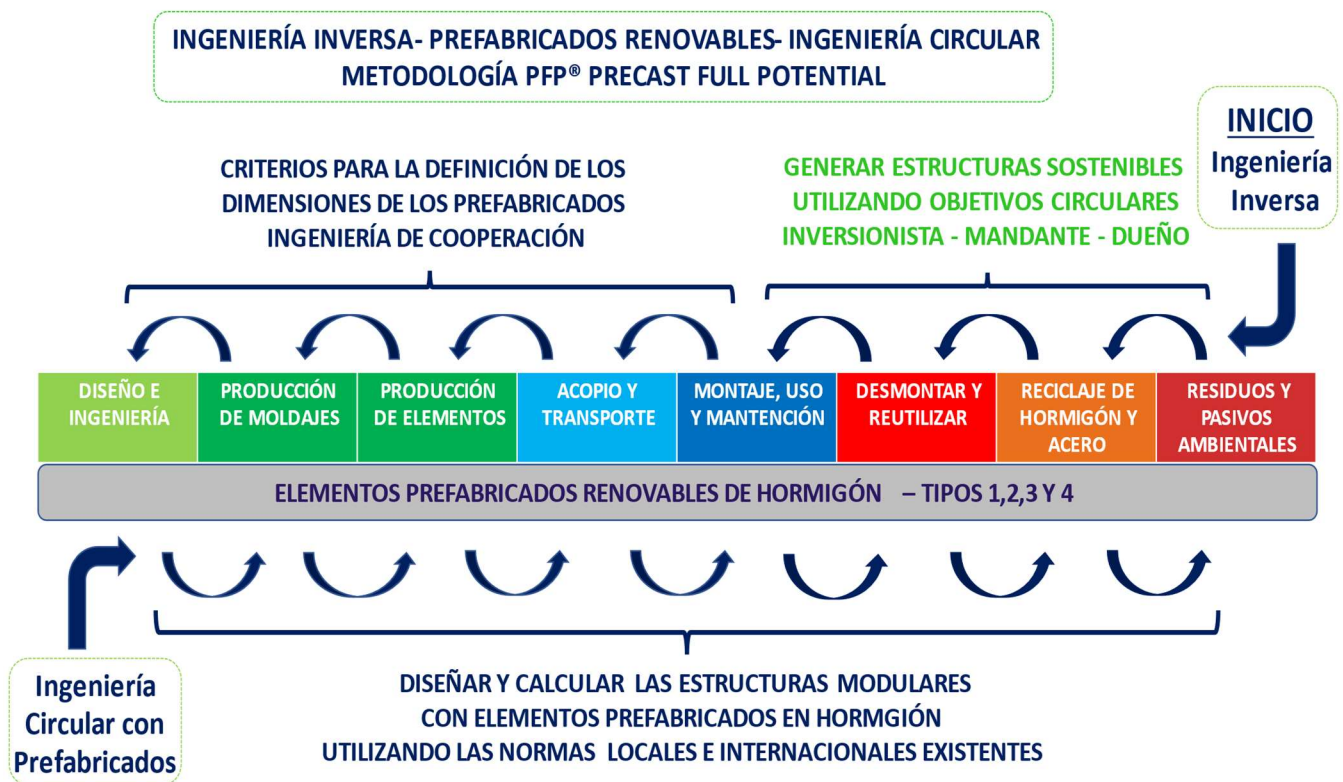 INGENIERÍA INVERSA- PREFABRICADOS RENOVABLES- INGENIERÍA CIRCULAR
METODOLOGÍA PFP® PRECAST FULL POTENTIAL
INICIO
Ingeniería
Inversa
CRITERIOS PARA LA DEFINICIÓN DE LOS
DIMENSIONES DE LOS PREFABRICADOS
INGENIERÍA DE COOPERACIÓN
GENERAR ESTRUCTURAS SOSTENIBLES
UTILIZANDO OBJETIVOS CIRCULARES
INVERSIONISTA - MANDANTE - DUEÑO
DISEÑO E
INGENIERÍA
PRODUCCIÓN
DE MOLDAJES
PRODUCCIÓN
DE ELEMENTOS
ACOPIO Y
TRANSPORTE
MONTAJE, USO
Y MANTENCIÓN
DESMONTAR Y
REUTILIZAR
RECICLAJE DE
HORMIGÓN Y
ACERO
RESIDUOS Y
PASIVOS
AMBIENTALES
ELEMENTOS PREFABRICADOS RENOVABLES DE HORMIGÓN – TIPOS 1,2,3 Y 4
Ingeniería
Circular con
Prefabricados
DISEÑAR Y CALCULAR LAS ESTRUCTURAS MODULARES
CON ELEMENTOS PREFABRICADOS EN HORMGIÓN
UTILIZANDO LAS NORMAS LOCALES E INTERNACIONALES EXISTENTES